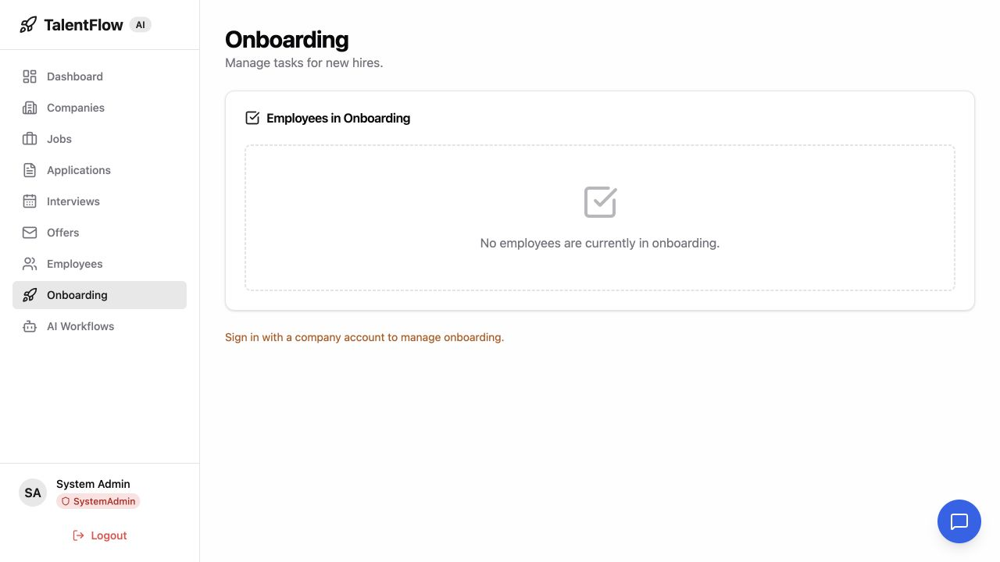 TalentFlow AI
Dashboard
Companies
Jobs
Applications
Interviews
Offers
Employees
Onboarding
AI Workflows
SA
System Admin
SystemAdmin
Logout
Onboarding
Manage tasks for new hires.
Employees in Onboarding
No employees are currently in onboarding.
Sign in with a company account to manage onboarding.